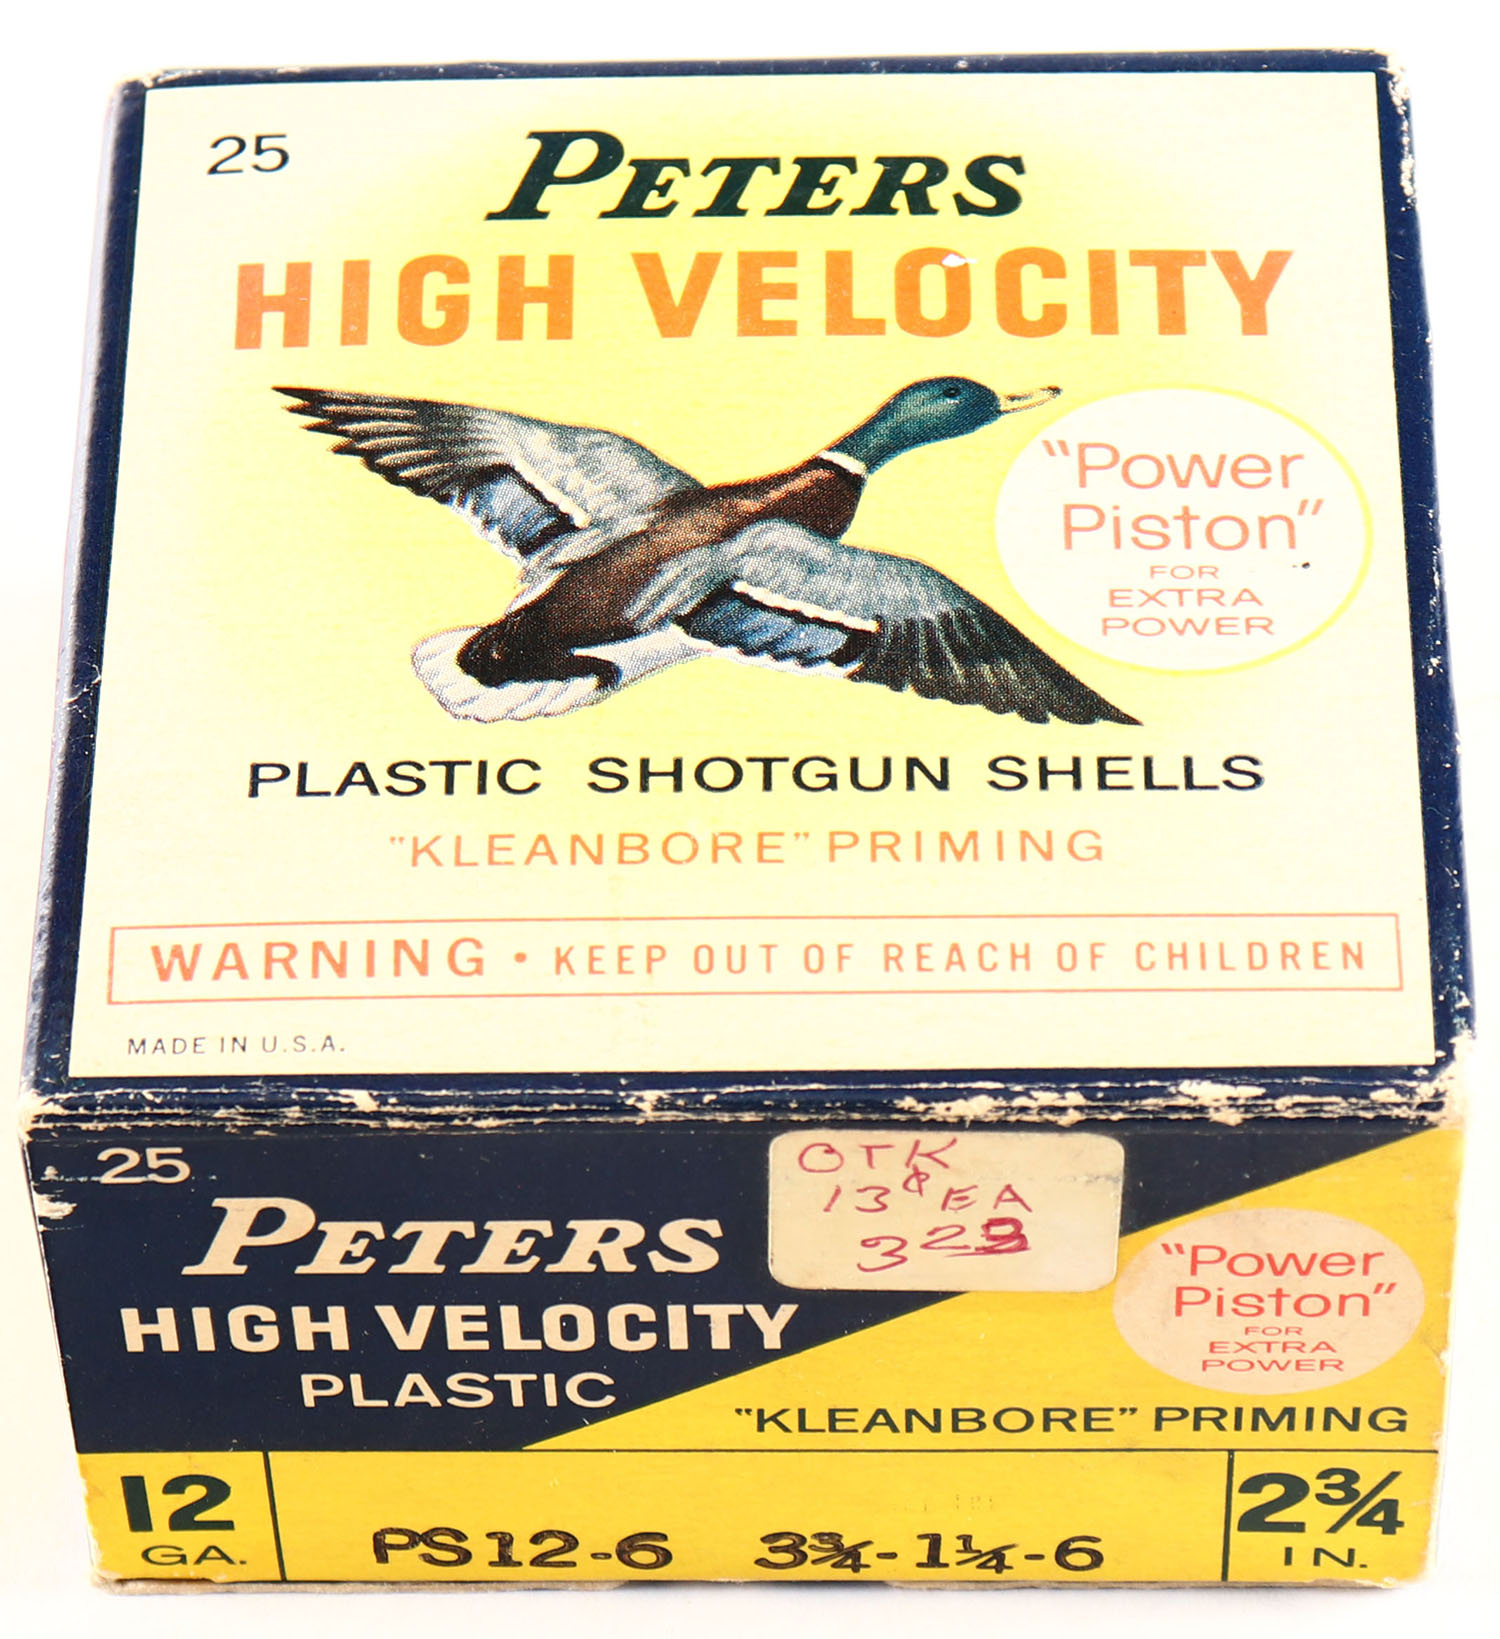 25
PETERS
HIGH VELOCITY
"Power
Piston"
FOR
EXTRA
POWER
PLASTIC SHOTGUN SHELLS
"KLEANBORE" PRIMING
WARNING • KEEP OUT OF REACH OF CHILDREN
MADE IN U.S.A.
25
PETERS
HIGH VELOCITY
PLASTIC
OTK
13¢ EA
3 23
"Power
Piston"
FOR
EXTRA
POWER
"KLEANBORE" PRIMING
12
GA.
PS12-6 3¾-1¼-6
2¾
IN.